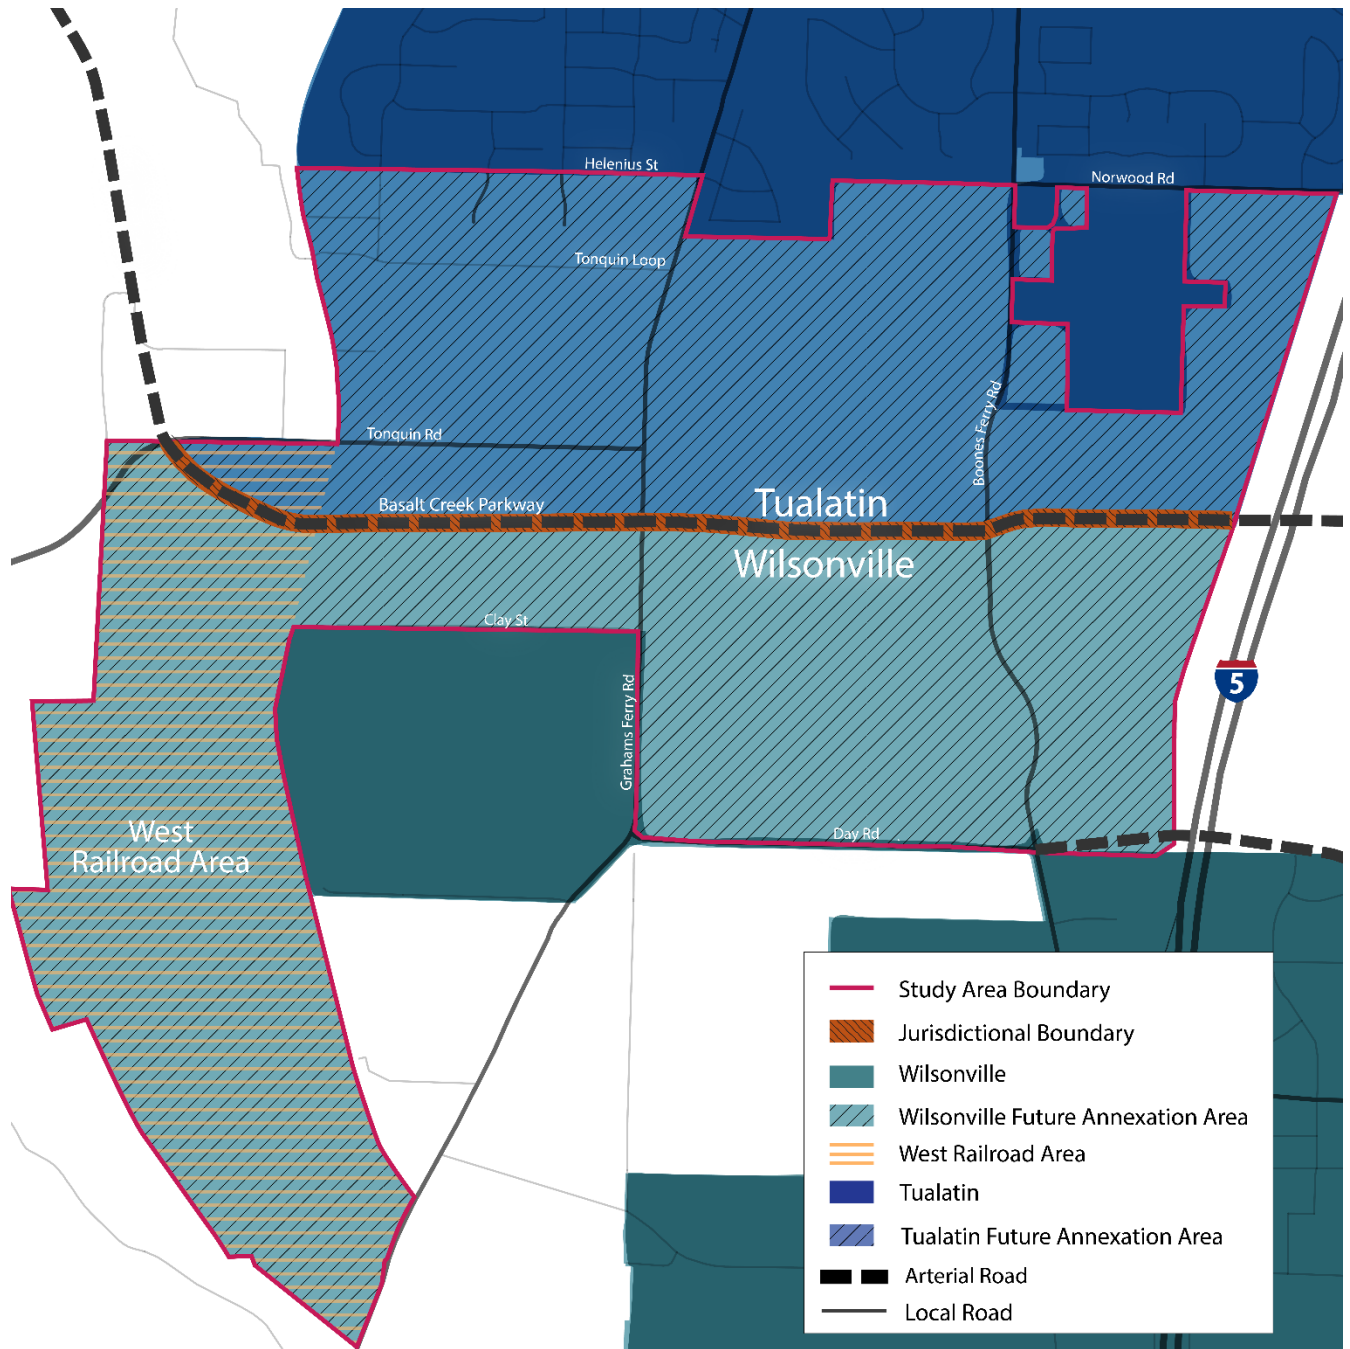 Helenius St
Norwood Rd
Tonquin Loop
Boones Ferry Rd
Tonquin Rd
Basalt Creek Parkway
Tualatin
Wilsonville
Clay St
Grahams Ferry Rd
5
West
Railroad Area
Day Rd
Study Area Boundary
Jurisdictional Boundary
Wilsonville
Wilsonville Future Annexation Area
West Railroad Area
Tualatin
Tualatin Future Annexation Area
Arterial Road
Local Road